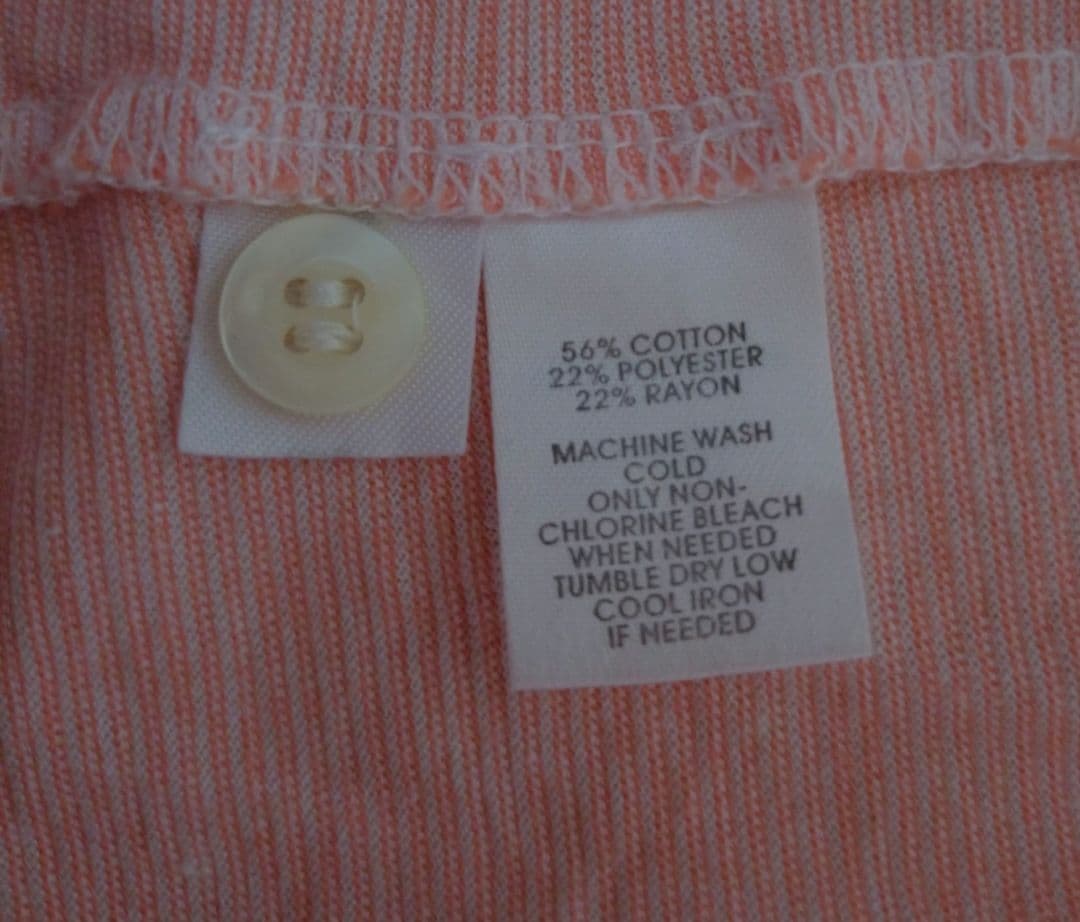 56% COTTON
22% POLYESTER
22% RAYON
MACHINE WASH
COLD
ONLY NON-
CHLORINE BLEACH
WHEN NEEDED
TUMBLE DRY LOW
COOL IRON
IF NEEDED